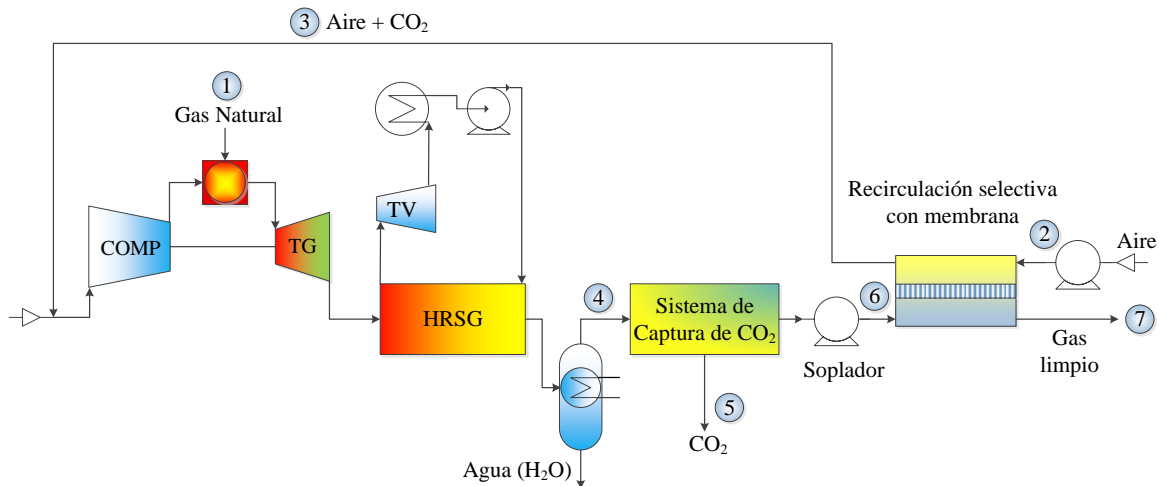 3 Aire + CO₂
1
Gas Natural
COMP
TG
TV
HRSG
Recirculación selectiva
con membrana
2
Aire
4
Sistema de
Captura de CO₂
6
Soplador
Gas
limpio
7
5
CO₂
Agua (H₂O)